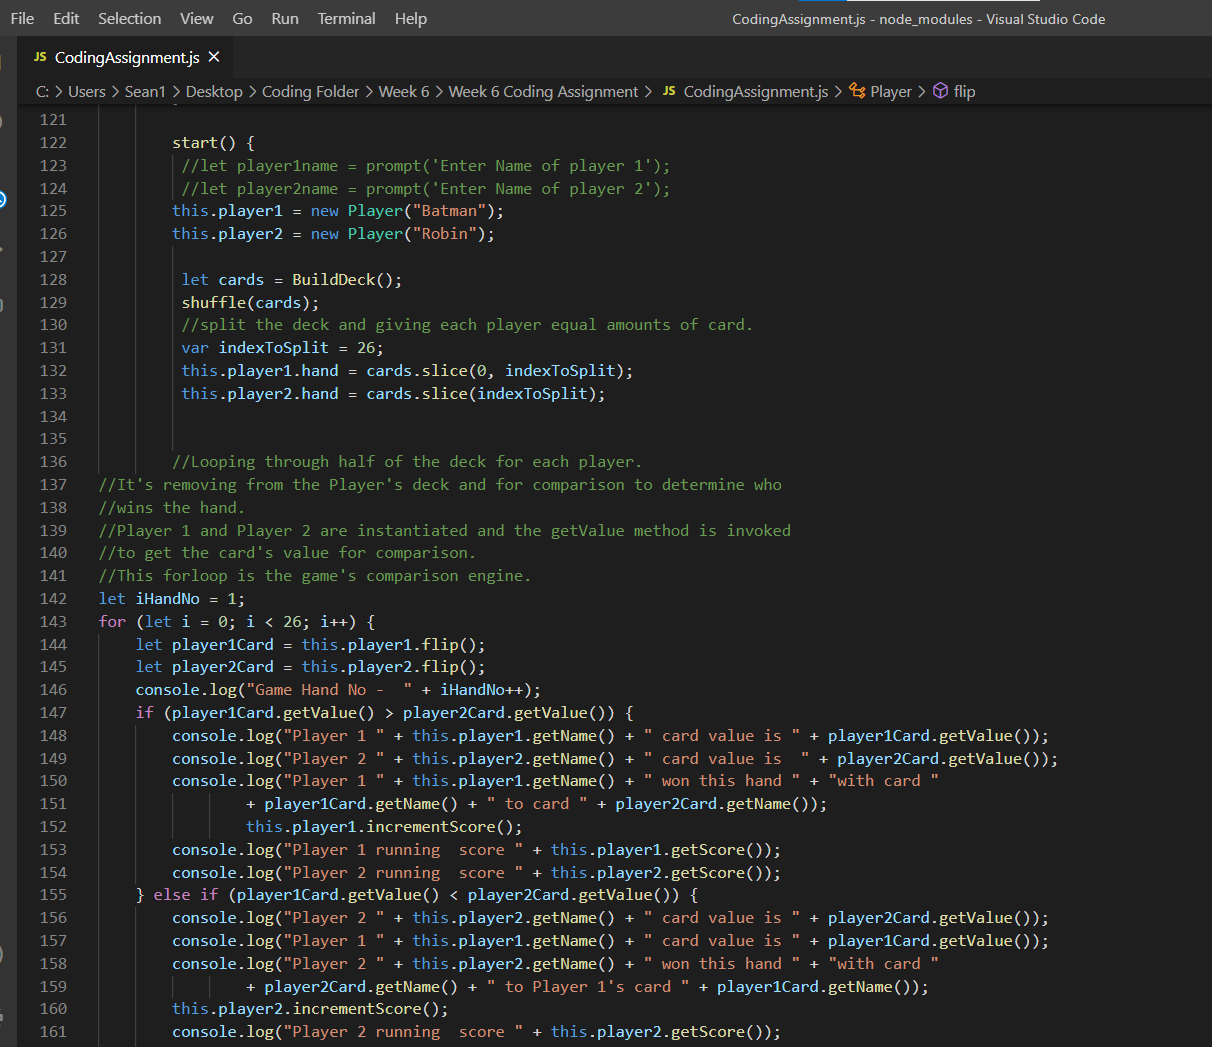 File Edit Selection View Go Run Terminal Help CodingAssignment.js - node_modules - Visual Studio Code
JS CodingAssignment.js ×
C: > Users > Sean1 > Desktop > Coding Folder > Week 6 > Week 6 Coding Assignment > JS CodingAssignment.js > Player > flip
121
122 start() {
123 //let player1name = prompt('Enter Name of player 1');
124 //let player2name = prompt('Enter Name of player 2');
125 this.player1 = new Player("Batman");
126 this.player2 = new Player("Robin");
127
128 let cards = BuildDeck();
129 shuffle(cards);
130 //split the deck and giving each player equal amounts of card.
131 var indexToSplit = 26;
132 this.player1.hand = cards.slice(0, indexToSplit);
133 this.player2.hand = cards.slice(indexToSplit);
134
135
136 //Looping through half of the deck for each player.
137 //It's removing from the Player's deck and for comparison to determine who
138 //wins the hand.
139 //Player 1 and Player 2 are instantiated and the getValue method is invoked
140 //to get the card's value for comparison.
141 //This forloop is the game's comparison engine.
142 let iHandNo = 1;
143 for (let i = 0; i < 26; i++) {
144 let player1Card = this.player1.flip();
145 let player2Card = this.player2.flip();
146 console.log("Game Hand No -  " + iHandNo++);
147 if (player1Card.getValue() > player2Card.getValue()) {
148 console.log("Player 1 " + this.player1.getName() + " card value is " + player1Card.getValue());
149 console.log("Player 2 " + this.player2.getName() + " card value is  " + player2Card.getValue());
150 console.log("Player 1 " + this.player1.getName() + " won this hand " + "with card "
151 + player1Card.getName() + " to card " + player2Card.getName());
152 this.player1.incrementScore();
153 console.log("Player 1 running  score " + this.player1.getScore());
154 console.log("Player 2 running  score " + this.player2.getScore());
155 } else if (player1Card.getValue() < player2Card.getValue()) {
156 console.log("Player 2 " + this.player2.getName() + " card value is " + player2Card.getValue());
157 console.log("Player 1 " + this.player1.getName() + " card value is " + player1Card.getValue());
158 console.log("Player 2 " + this.player2.getName() + " won this hand " + "with card "
159 + player2Card.getName() + " to Player 1's card " + player1Card.getName());
160 this.player2.incrementScore();
161 console.log("Player 2 running  score " + this.player2.getScore());